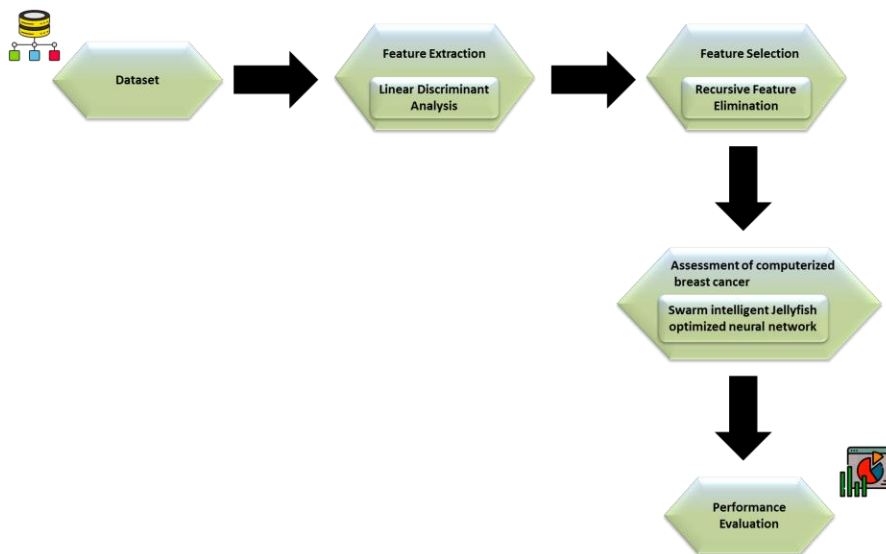 Dataset
Feature Extraction
Linear Discriminant
Analysis
Feature Selection
Recursive Feature
Elimination
Assessment of computerized
breast cancer
Swarm intelligent Jellyfish
optimized neural network
Performance
Evaluation